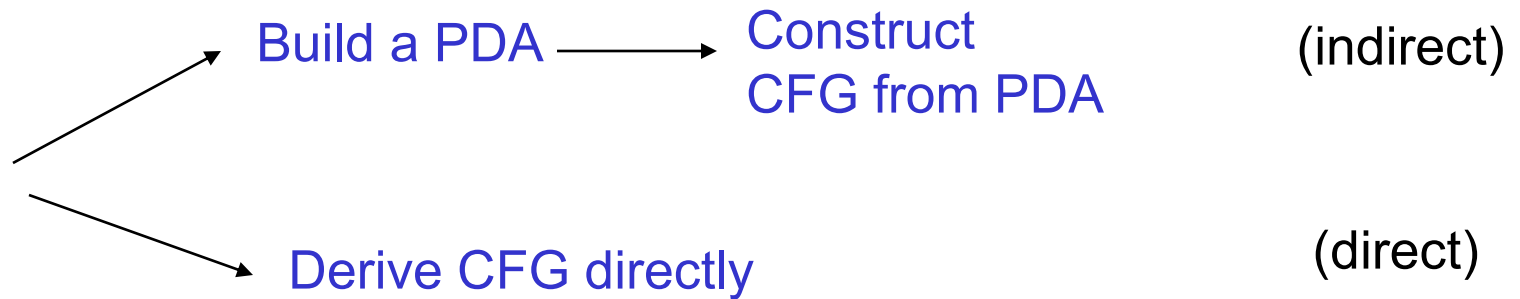 Build a PDA
Construct
CFG from PDA
(indirect)
Derive CFG directly
(direct)